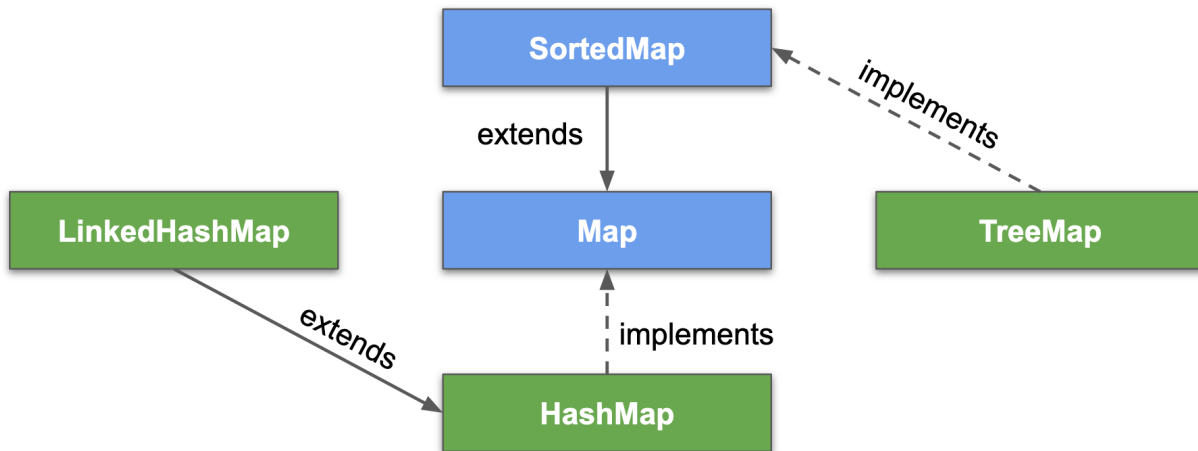 SortedMap
implements
extends
LinkedHashMap
Map
TreeMap
extends
implements
HashMap